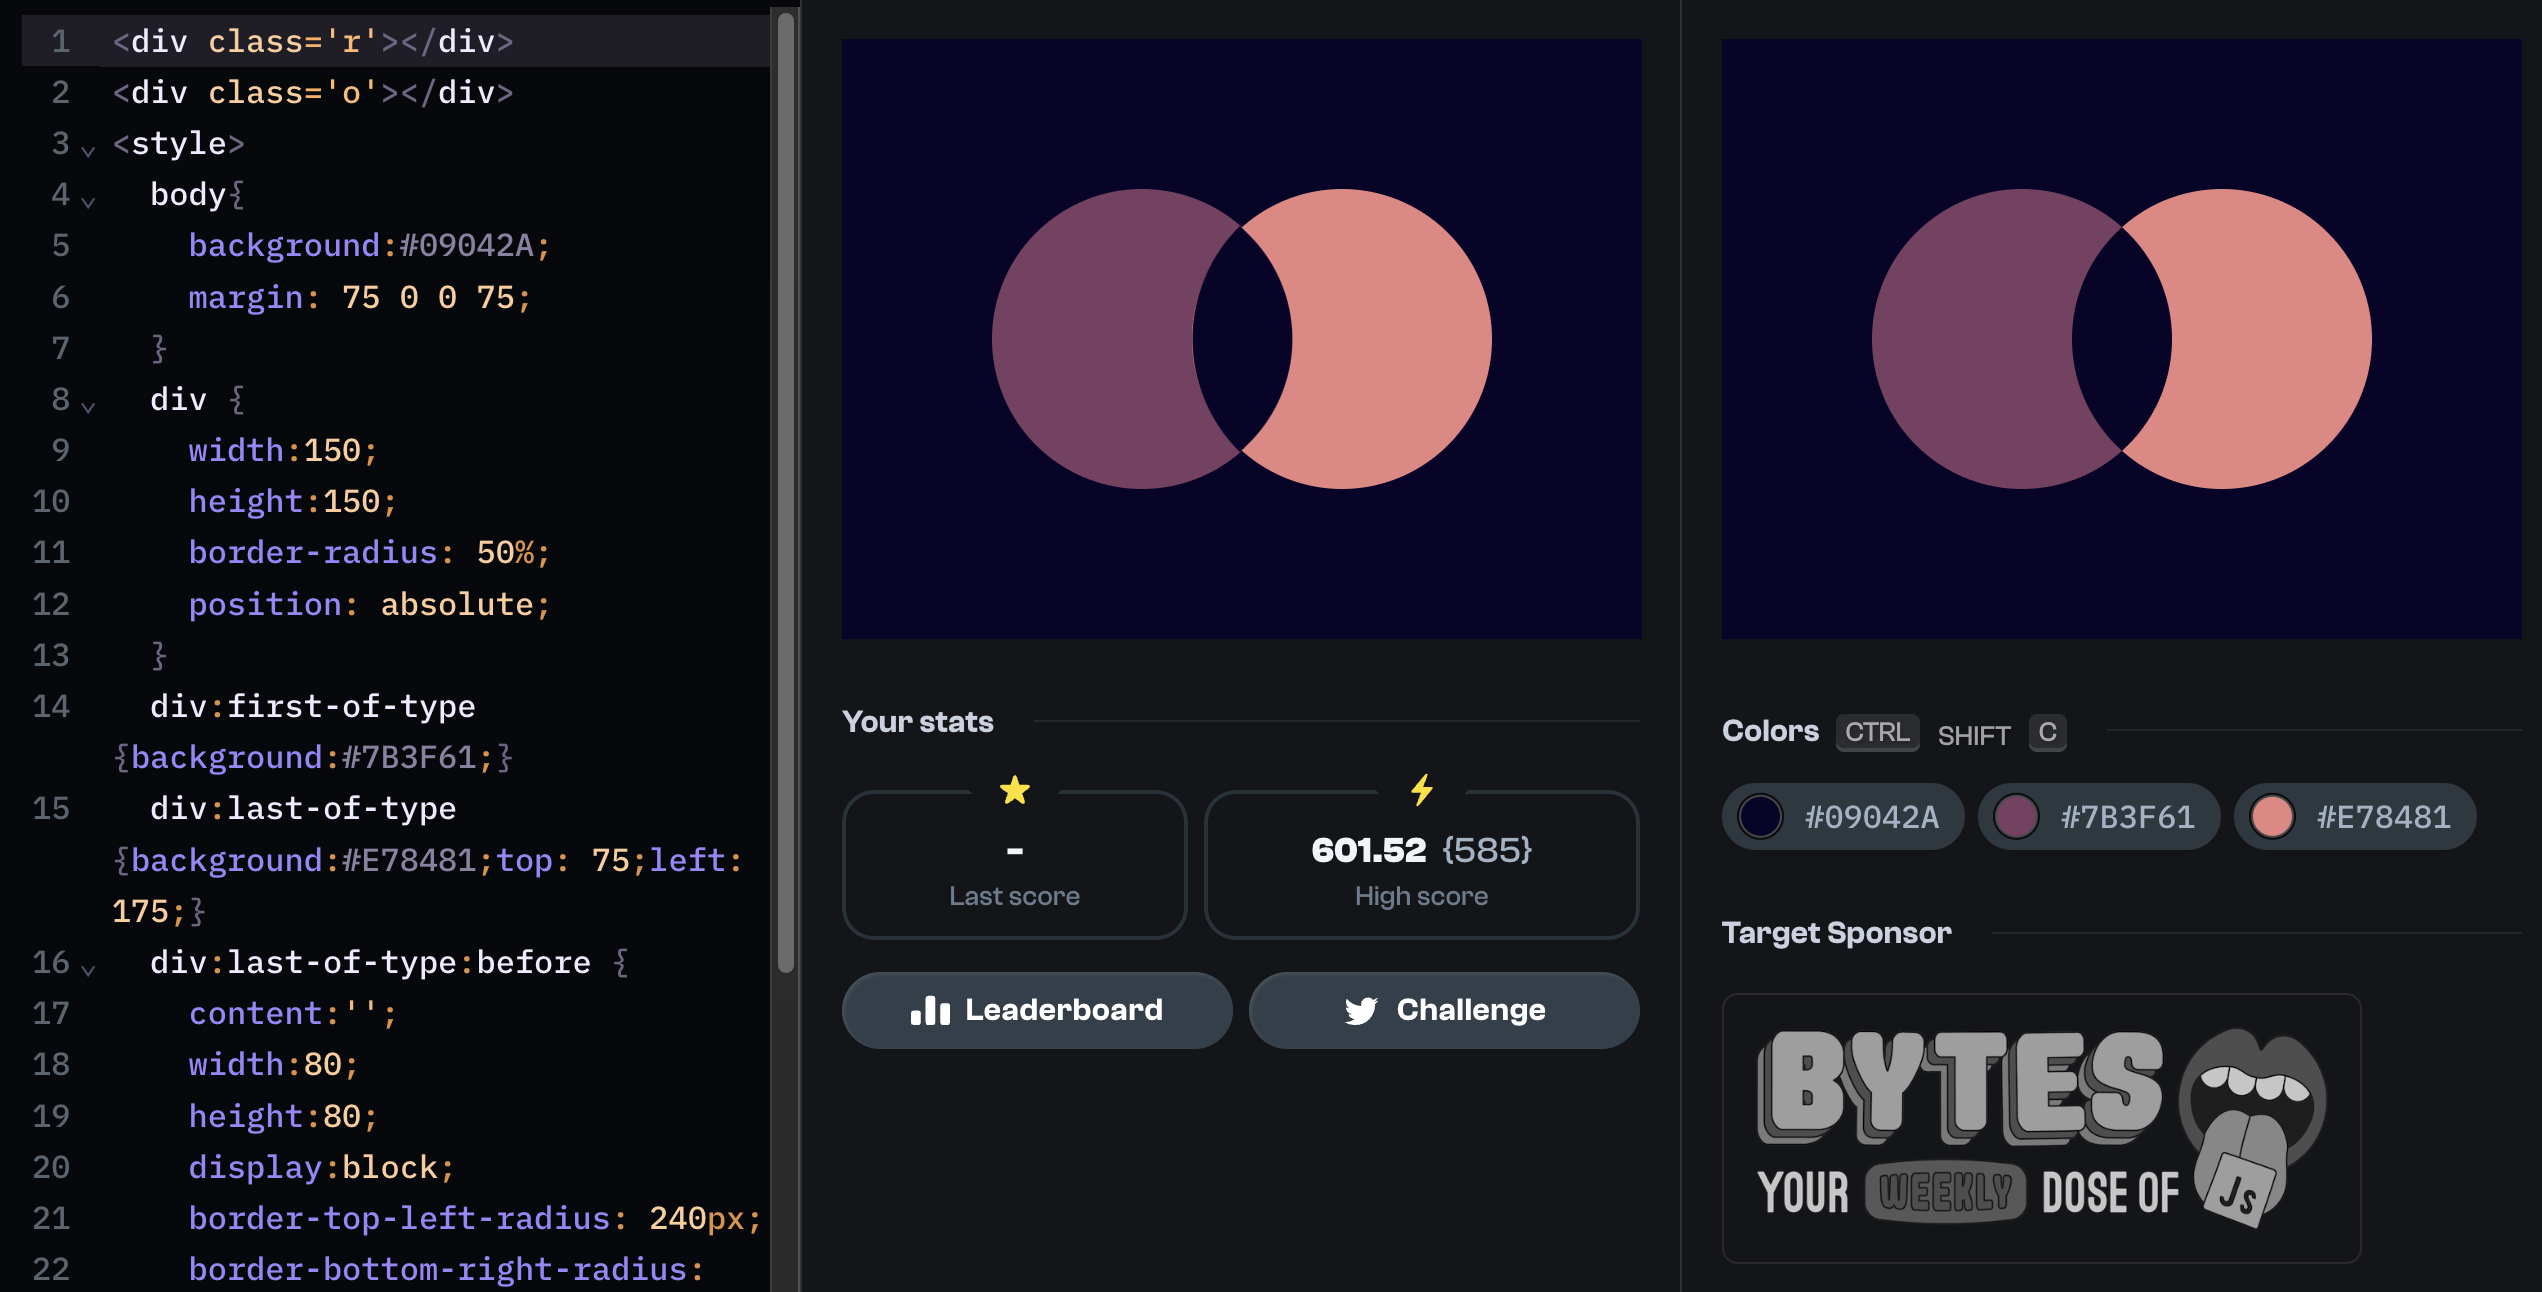 1 <div class='r'></div>
2 <div class='o'></div>
3 <style>
4 body{
5 background:#09042A;
6 margin: 75 0 0 75;
7 }
8 div {
9 width:150;
10 height:150;
11 border-radius: 50%;
12 position: absolute;
13 }
14 div:first-of-type
{background:#7B3F61;}
15 div:last-of-type
{background:#E78481;top: 75;left:
175;}
16 div:last-of-type:before {
17 content:'';
18 width:80;
19 height:80;
20 display:block;
21 border-top-left-radius: 240px;
22 border-bottom-right-radius:
Your stats
-
Last score
601.52 {585}
High score
Leaderboard
Challenge
Colors CTRL SHIFT C
#09042A #7B3F61 #E78481
Target Sponsor
BYTES
YOUR WEEKLY DOSE OF JS